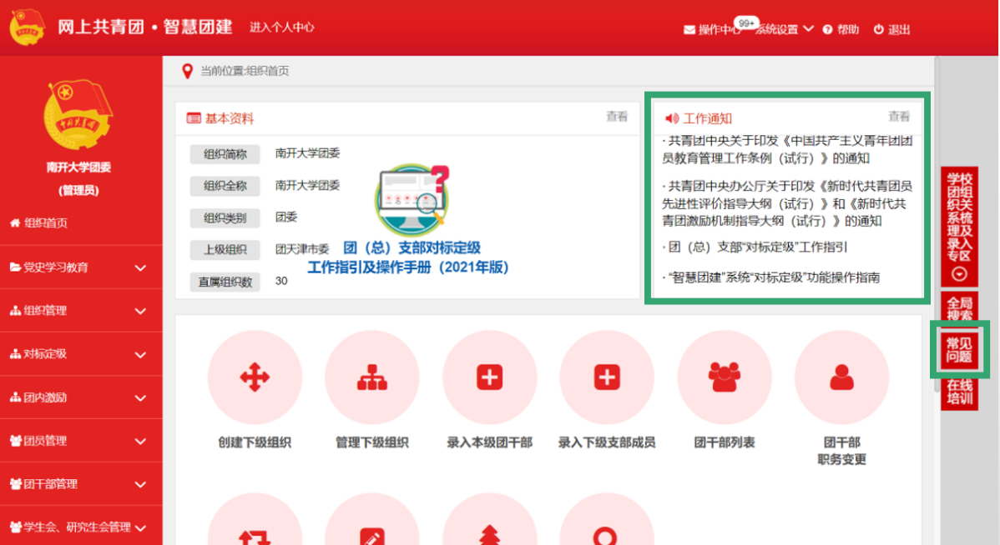 网上共青团·智慧团建 进入个人中心
操作中心 99+ 系统设置 帮助 退出
南开大学团委
(管理员)
组织首页
党史学习教育
组织管理
对标定级
团内激励
团员管理
团干部管理
学生会、研究生会管理
当前位置:组织首页
基本资料 查看
组织简称 南开大学团委
组织全称 南开大学团委
组织类别 团委
上级组织 团天津市委
直属组织数 30
团（总）支部对标定级
工作指引及操作手册（2021年版）
工作通知 查看
· 共青团中央关于印发《中国共产主义青年团团
员教育管理工作条例（试行）》的通知
· 共青团中央办公厅关于印发《新时代共青团员
先进性评价指导大纲（试行）》和《新时代共
青团激励机制指导大纲（试行）》的通知
· 团（总）支部“对标定级”工作指引
· “智慧团建”系统“对标定级”功能操作指南
创建下级组织
管理下级组织
录入本级团干部
录入下级支部成员
团干部列表
团干部
职务变更
学校
团组
织关
系梳
理及
录入
专区
全局
搜索
常见
问题
在线
培训